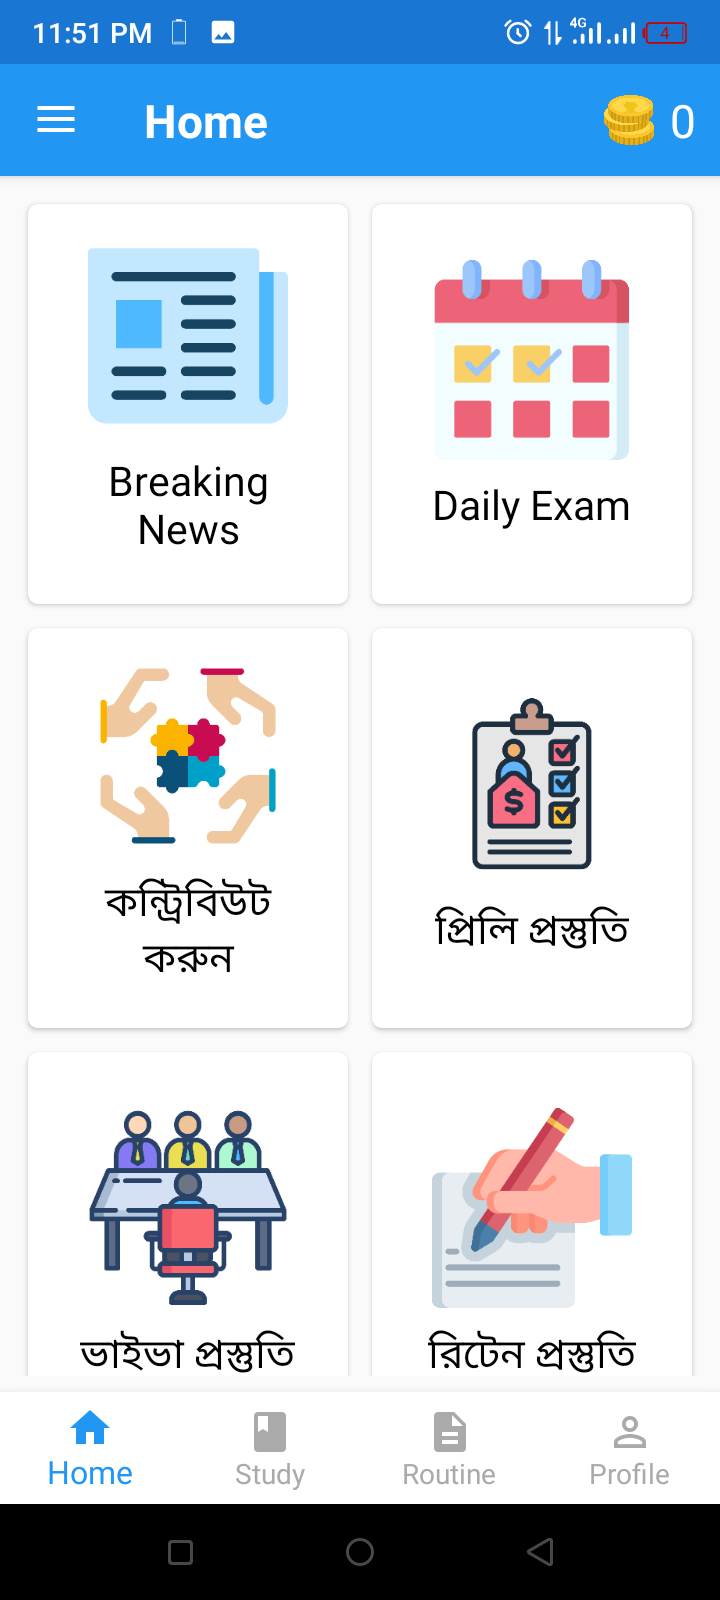 11:51 PM
4G
4
Home
0
Breaking
News
Daily Exam
কন্ট্রিবিউট
করুন
প্রিলি প্রস্তুতি
ভাইভা প্রস্তুতি
রিটেন প্রস্তুতি
Home
Study
Routine
Profile